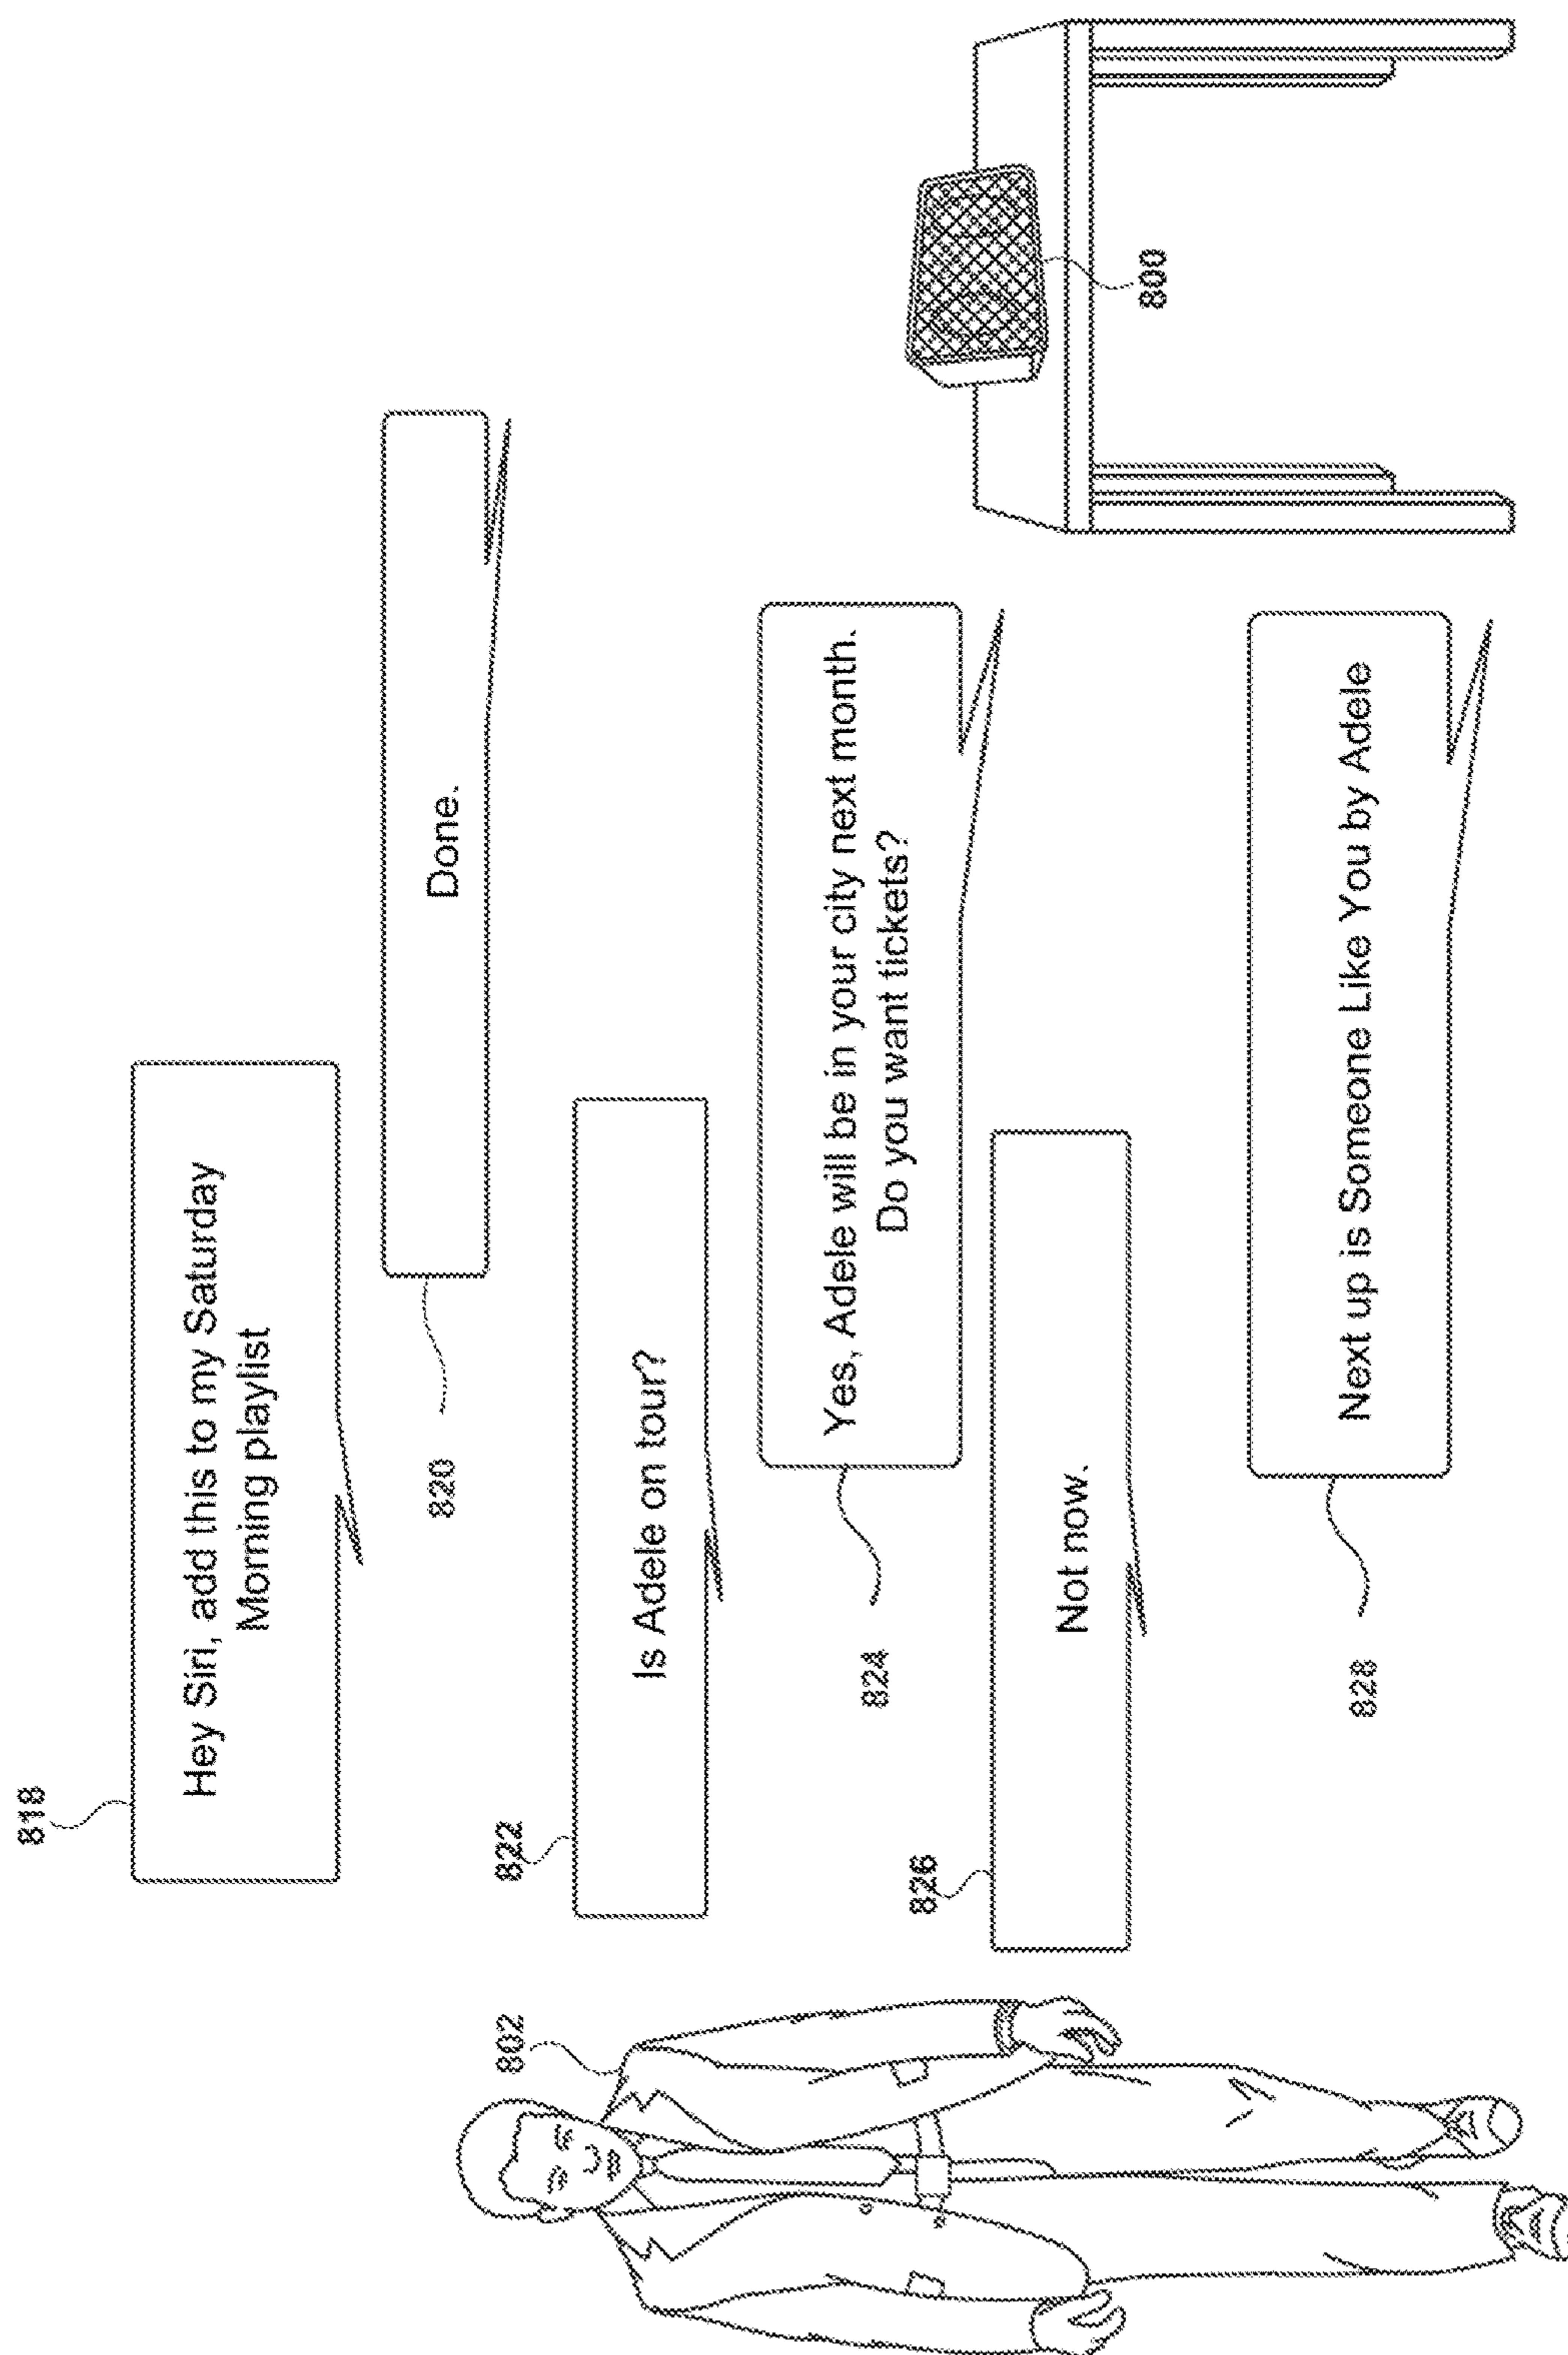 818
Hey Siri, add this to my Saturday
Morning playlist
Done.
820
822
Is Adele on tour?
802
Yes, Adele will be in your city next month.
Do you want tickets?
824
826
Not now.
800
Next up is Someone Like You by Adele
828